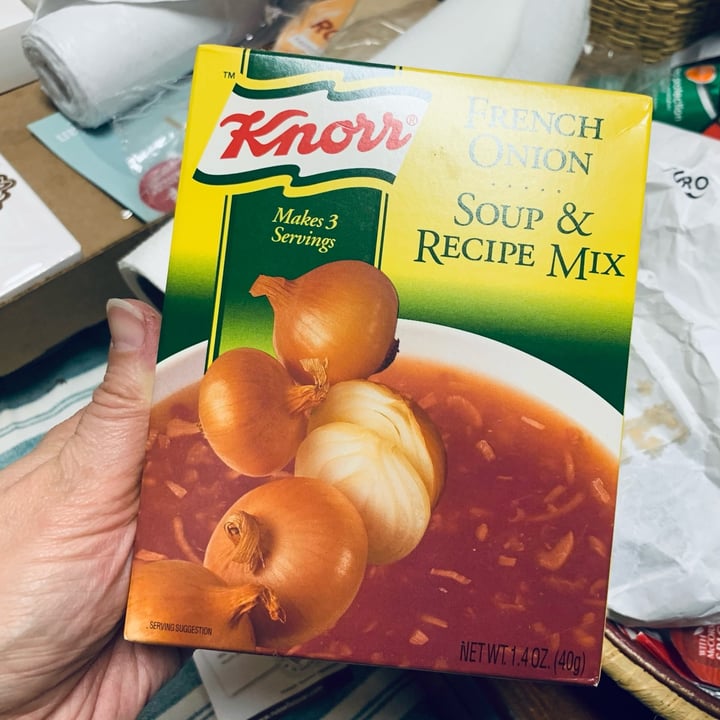 TM
Knorr®
Makes 3
Servings
FRENCH
ONION
SOUP &
RECIPE MIX
SERVING SUGGESTION
NET WT. 1.4 OZ. (40g)